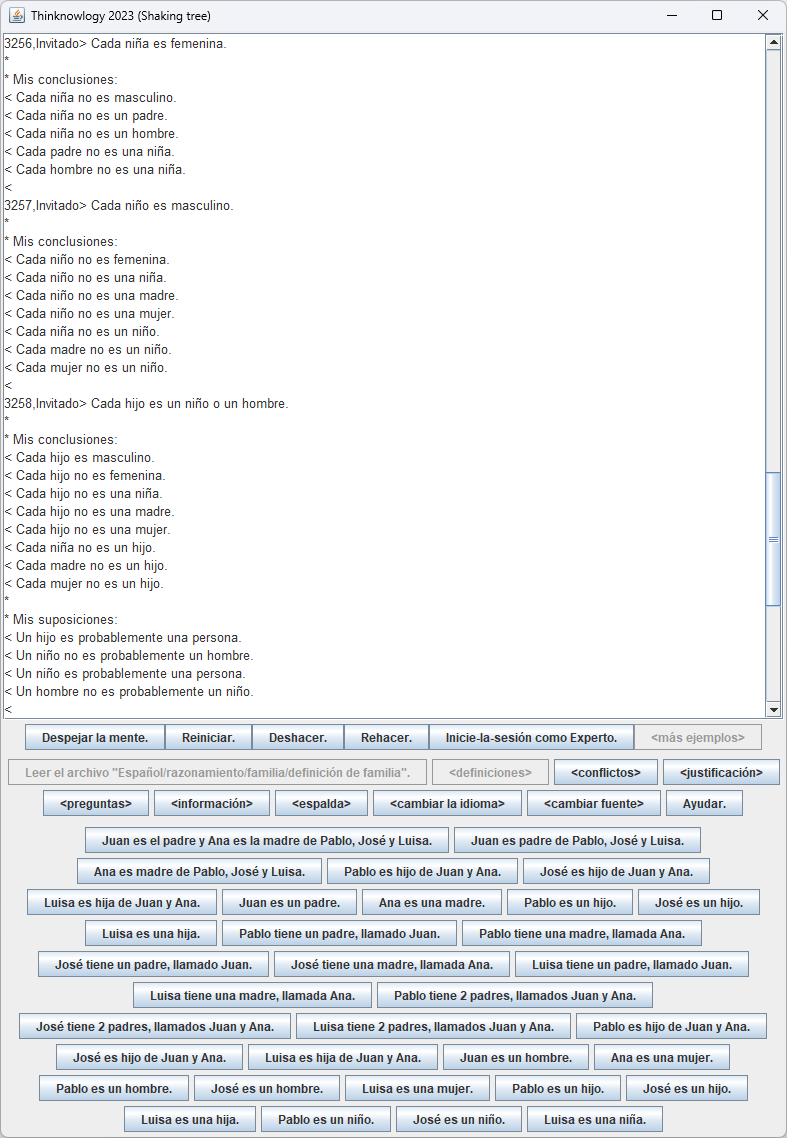 Thinknowlogy 2023 (Shaking tree)
3256,Invitado> Cada niña es femenina.
*
* Mis conclusiones:
< Cada niña no es masculino.
< Cada niña no es un padre.
< Cada niña no es un hombre.
< Cada padre no es una niña.
< Cada hombre no es una niña.
<
3257,Invitado> Cada niño es masculino.
*
* Mis conclusiones:
< Cada niño no es femenina.
< Cada niño no es una niña.
< Cada niño no es una madre.
< Cada niño no es una mujer.
< Cada niña no es un niño.
< Cada madre no es un niño.
< Cada mujer no es un niño.
<
3258,Invitado> Cada hijo es un niño o un hombre.
*
* Mis conclusiones:
< Cada hijo es masculino.
< Cada hijo no es femenina.
< Cada hijo no es una niña.
< Cada hijo no es una madre.
< Cada hijo no es una mujer.
< Cada niña no es un hijo.
< Cada madre no es un hijo.
< Cada mujer no es un hijo.
*
* Mis suposiciones:
< Un hijo es probablemente una persona.
< Un niño no es probablemente un hombre.
< Un niño es probablemente una persona.
< Un hombre no es probablemente un niño.
<
Despejar la mente. Reiniciar. Deshacer. Rehacer. Inicie-la-sesión como Experto. <más ejemplos>
Leer el archivo "Español/razonamiento/familia/definición de familia". <definiciones> <conflictos> <justificación>
<preguntas> <información> <espalda> <cambiar la idioma> <cambiar fuente> Ayudar.
Juan es el padre y Ana es la madre de Pablo, José y Luisa. Juan es padre de Pablo, José y Luisa.
Ana es madre de Pablo, José y Luisa. Pablo es hijo de Juan y Ana. José es hijo de Juan y Ana.
Luisa es hija de Juan y Ana. Juan es un padre. Ana es una madre. Pablo es un hijo. José es un hijo.
Luisa es una hija. Pablo tiene un padre, llamado Juan. Pablo tiene una madre, llamada Ana.
José tiene un padre, llamado Juan. José tiene una madre, llamada Ana. Luisa tiene un padre, llamado Juan.
Luisa tiene una madre, llamada Ana. Pablo tiene 2 padres, llamados Juan y Ana.
José tiene 2 padres, llamados Juan y Ana. Luisa tiene 2 padres, llamados Juan y Ana. Pablo es hijo de Juan y Ana.
José es hijo de Juan y Ana. Luisa es hija de Juan y Ana. Juan es un hombre. Ana es una mujer.
Pablo es un hombre. José es un hombre. Luisa es una mujer. Pablo es un hijo. José es un hijo.
Luisa es una hija. Pablo es un niño. José es un niño. Luisa es una niña.